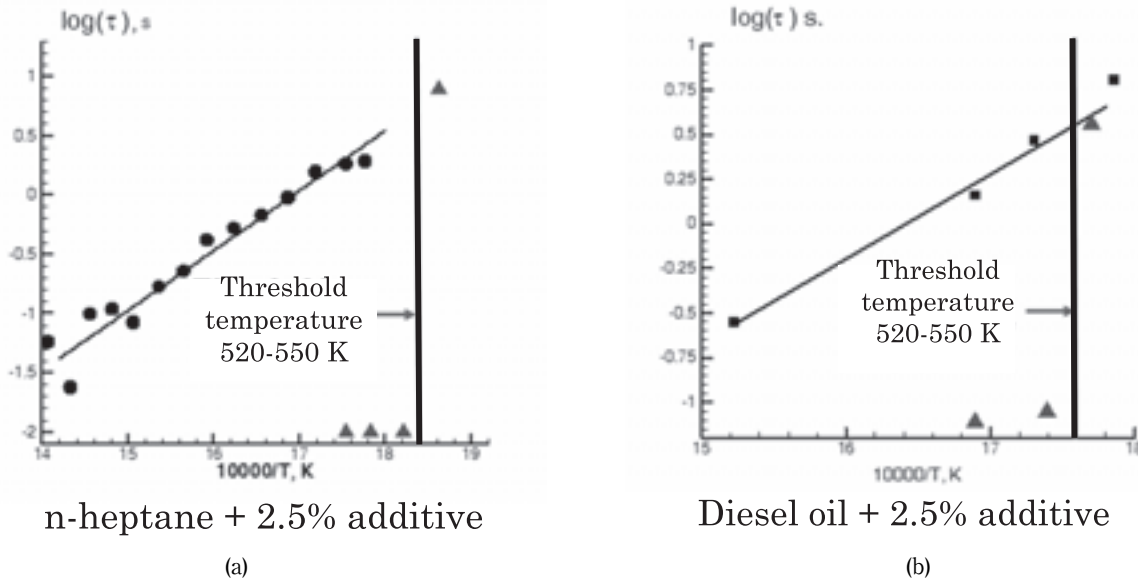 log(τ), s
1
0.5
0
-0.5
-1
-1.5
-2
Threshold
temperature
520-550 K
14 15 16 17 18 19
10000/T, K
n-heptane + 2.5% additive
(a)
log(τ) s.
1
0.75
0.5
0.25
0
-0.25
-0.5
-0.75
-1
Threshold
temperature
520-550 K
15 16 17 18
10000/T, K
Diesel oil + 2.5% additive
(b)